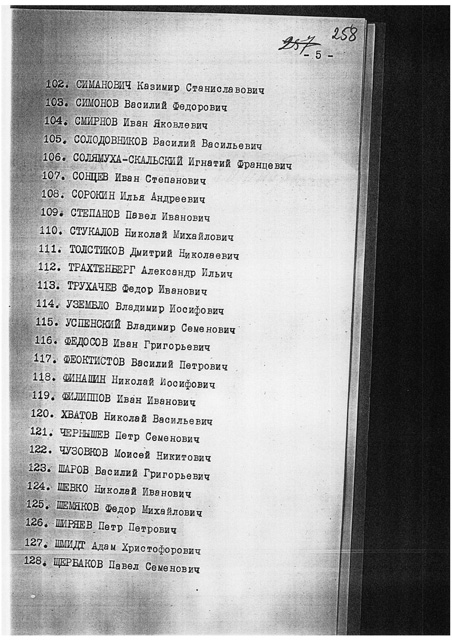 257 258
- 5 -
102. СИМАНОВИЧ Казимир Станиславович
103. СИМОНОВ Василий Федорович
104. СМИРНОВ Иван Яковлевич
105. СОЛОДОВНИКОВ Василий Васильевич
106. СОЛЯМУХА-СКАЛЬСКИЙ Игнатий Францевич
107. СОНЦЕВ Иван Степанович
108. СОРОКИН Илья Андреевич
109. СТЕПАНОВ Павел Иванович
110. СТУКАЛОВ Николай Михайлович
111. ТОЛСТИКОВ Дмитрий Николаевич
112. ТРАХТЕНБЕРГ Александр Ильич
113. ТРУХАЧЕВ Федор Иванович
114. УЗЕМБЛО Владимир Иосифович
115. УСПЕНСКИЙ Владимир Семенович
116. ФЕДОСОВ Иван Григорьевич
117. ФЕОКТИСТОВ Василий Петрович
118. ФИНАШИН Николай Иосифович
119. ФИЛИППОВ Иван Иванович
120. ХВАТОВ Николай Васильевич
121. ЧЕРНЫШЕВ Петр Семенович
122. ЧУЗОВКОВ Моисей Никитович
123. ШАРОВ Василий Григорьевич
124. ШЕВКО Николай Иванович
125. ШЕМЯКОВ Федор Михайлович
126. ШИРЯЕВ Петр Петрович
127. ШМИДТ Адам Христофорович
128. ЩЕРБАКОВ Павел Семенович